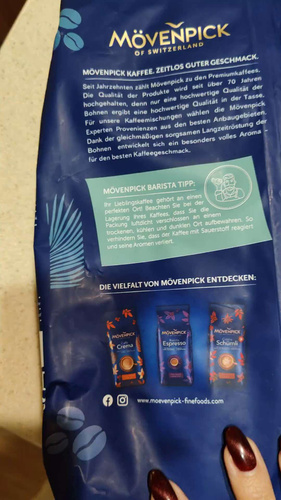 MÖVENPICK
OF SWITZERLAND
MÖVENPICK KAFFEE. ZEITLOS GUTER GESCHMACK.
Seit Jahrzehnten zählt Mövenpick zu den Premiumkaffees.
Die Qualität der Produkte wird seit über 70 Jahren
hochgehalten, denn nur eine hochwertige Qualität der
Bohnen ergibt eine hochwertige Qualität in der Tasse.
Für unsere Kaffeemischungen wählen die Mövenpick
Experten Provenienzen aus den besten Anbaugebieten.
Dank der gleichmäßigen sorgsamen Langzeitröstung der
Bohnen entwickelt sich ein besonders volles Aroma –
für den besten Kaffeegeschmack.
MÖVENPICK BARISTA TIPP:
Ihr Lieblingskaffee gehört an einen
perfekten Ort! Beachten Sie bei der
Lagerung Ihres Kaffees, dass Sie die
Packung luftdicht verschlossen an einem
trockenen, kühlen und dunklen Ort aufbewahren. So
verhindern Sie, dass der Kaffee mit Sauerstoff reagiert
und seine Aromen verliert.
DIE VIELFALT VON MÖVENPICK ENTDECKEN:
MÖVENPICK
Crema
MÖVENPICK
Espresso
MÖVENPICK
Schümli
www.moevenpick-finefoods.com